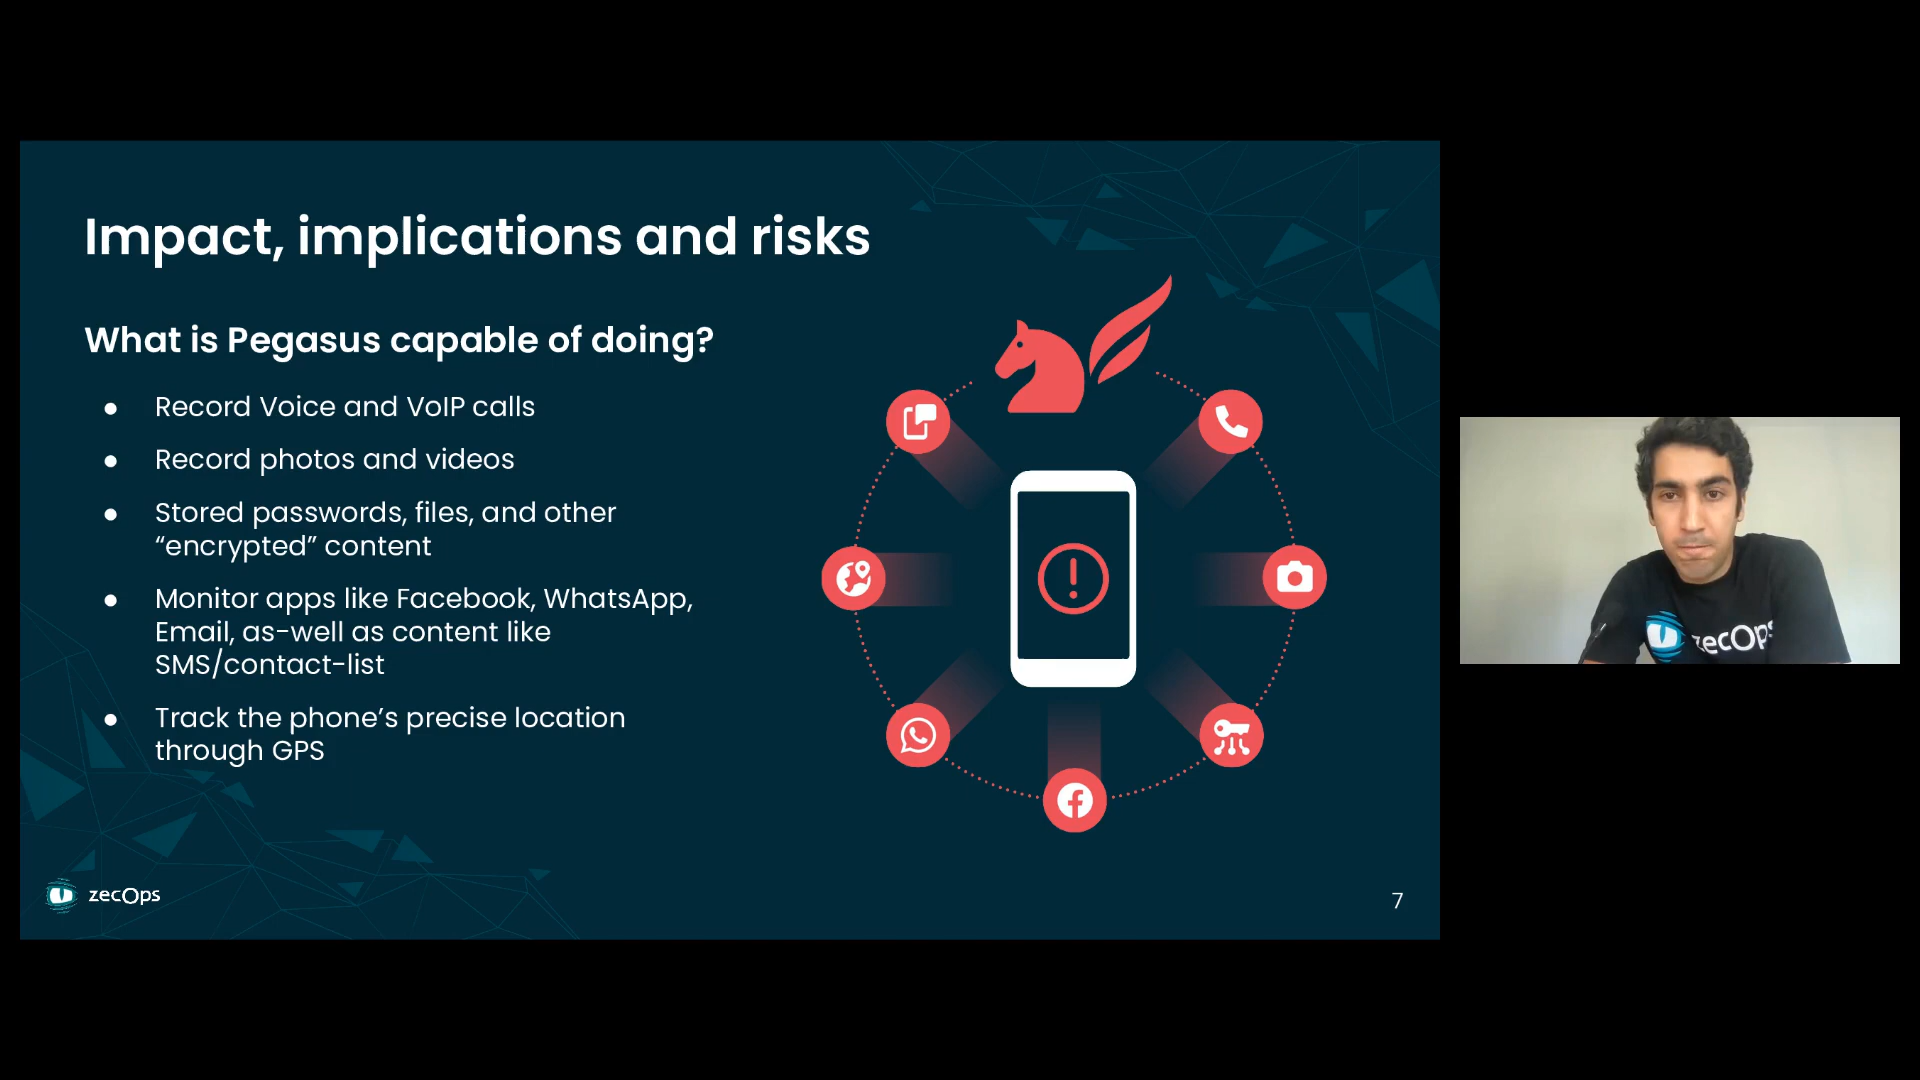 Impact, implications and risks
What is Pegasus capable of doing?
● Record Voice and VoIP calls
● Record photos and videos
● Stored passwords, files, and other
“encrypted” content
● Monitor apps like Facebook, WhatsApp,
Email, as-well as content like
SMS/contact-list
● Track the phone’s precise location
through GPS
zecOps
7
zecOps